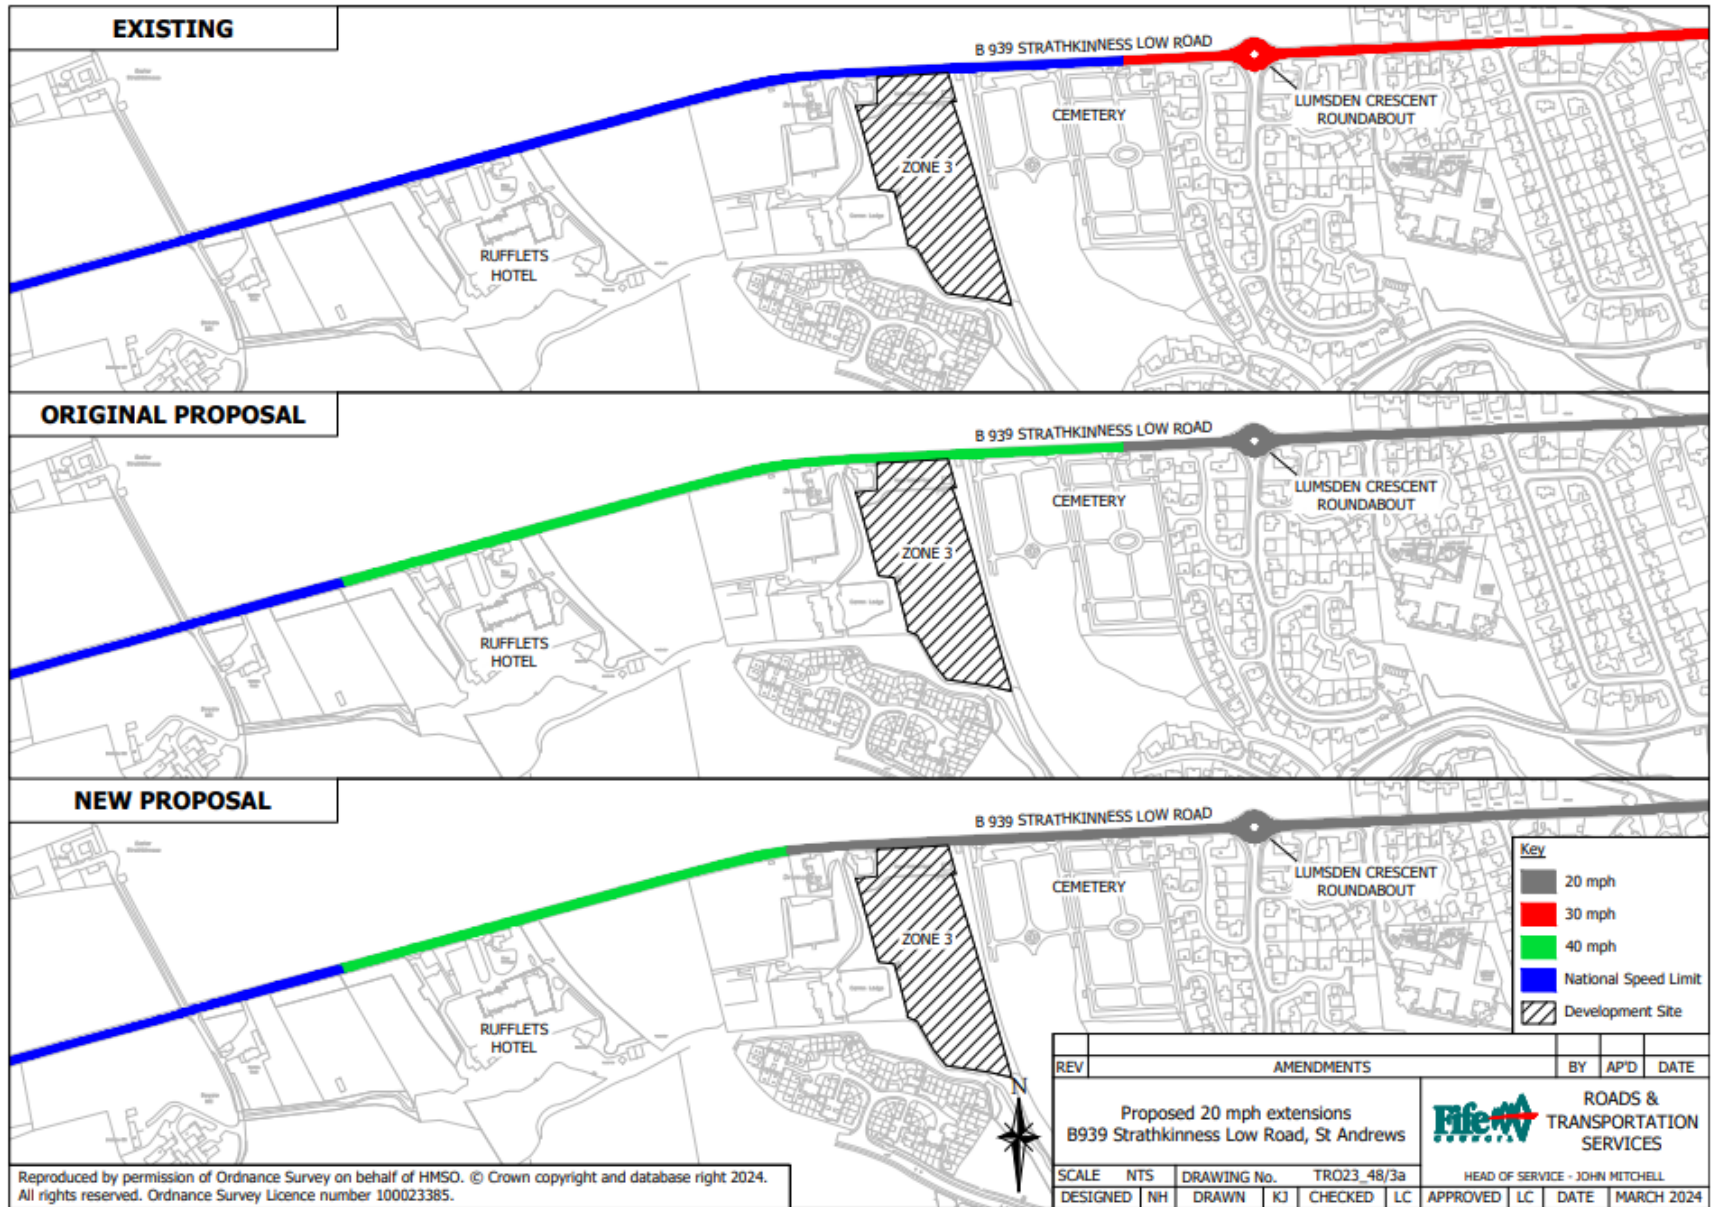 EXISTING
B 939 STRATHKINNESS LOW ROAD
LUMSDEN CRESCENT
ROUNDABOUT
CEMETERY
ZONE 3
RUFFLETS
HOTEL
ORIGINAL PROPOSAL
B 939 STRATHKINNESS LOW ROAD
LUMSDEN CRESCENT
ROUNDABOUT
CEMETERY
ZONE 3
RUFFLETS
HOTEL
NEW PROPOSAL
B 939 STRATHKINNESS LOW ROAD
LUMSDEN CRESCENT
ROUNDABOUT
CEMETERY
ZONE 3
RUFFLETS
HOTEL
Key
20 mph
30 mph
40 mph
National Speed Limit
Development Site
N
REV AMENDMENTS BY AP'D DATE
Proposed 20 mph extensions
B939 Strathkinness Low Road, St Andrews
Fife
COUNCIL
ROADS &
TRANSPORTATION
SERVICES
HEAD OF SERVICE - JOHN MITCHELL
SCALE NTS DRAWING No. TRO23_48/3a
DESIGNED NH DRAWN KJ CHECKED LC APPROVED LC DATE MARCH 2024
Reproduced by permission of Ordnance Survey on behalf of HMSO. © Crown copyright and database right 2024.
All rights reserved. Ordnance Survey Licence number 100023385.